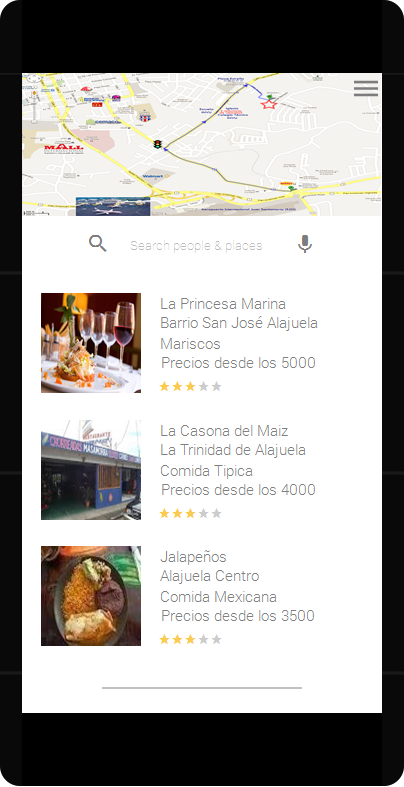 MALL
Walmart
Search people & places
La Princesa Marina
Barrio San José Alajuela
Mariscos
Precios desde los 5000
La Casona del Maiz
La Trinidad de Alajuela
Comida Tipica
Precios desde los 4000
Jalapeños
Alajuela Centro
Comida Mexicana
Precios desde los 3500